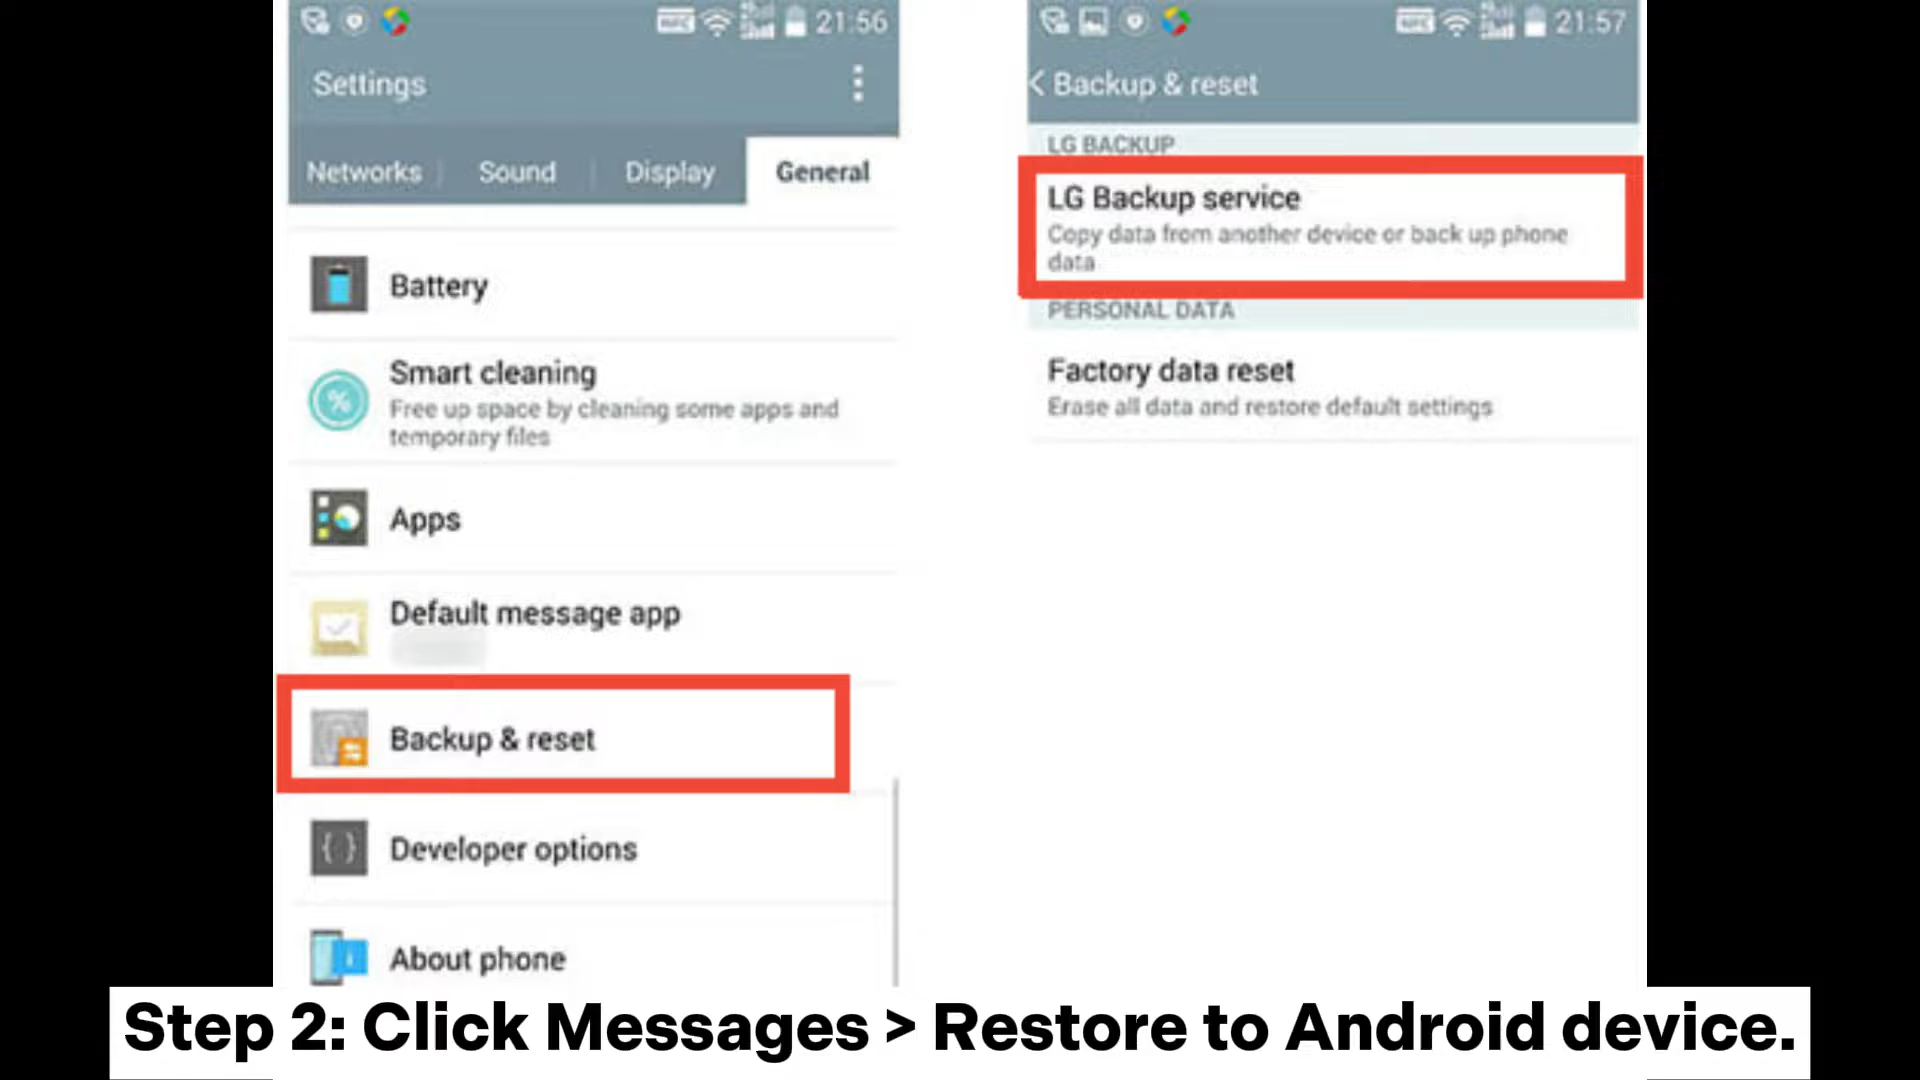 21:56
Settings
Networks
Sound
Display
General
Battery
Smart cleaning
Free up space by cleaning some apps and
temporary files
Apps
Default message app
Backup & reset
Developer options
About phone
21:57
Backup & reset
LG BACKUP
LG Backup service
Copy data from another device or back up phone
data
PERSONAL DATA
Factory data reset
Erase all data and restore default settings
Step 2: Click Messages > Restore to Android device.